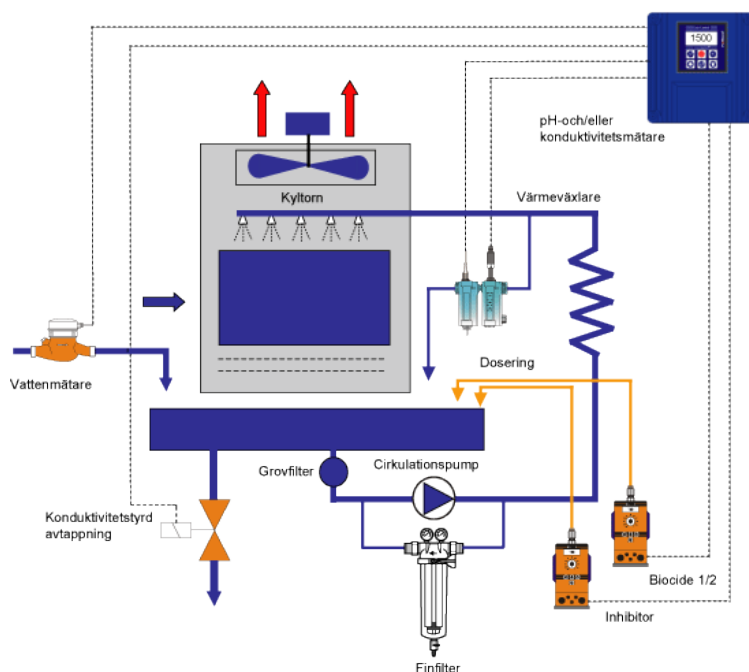 1500
pH-och/eller
konduktivitetsmätare
Kyltorn
Värmeväxlare
Vattenmätare
Dosering
Grovfilter
Cirkulationspump
Konduktivitetstyrd
avtappning
Biocide 1/2
Inhibitor
Finfilter